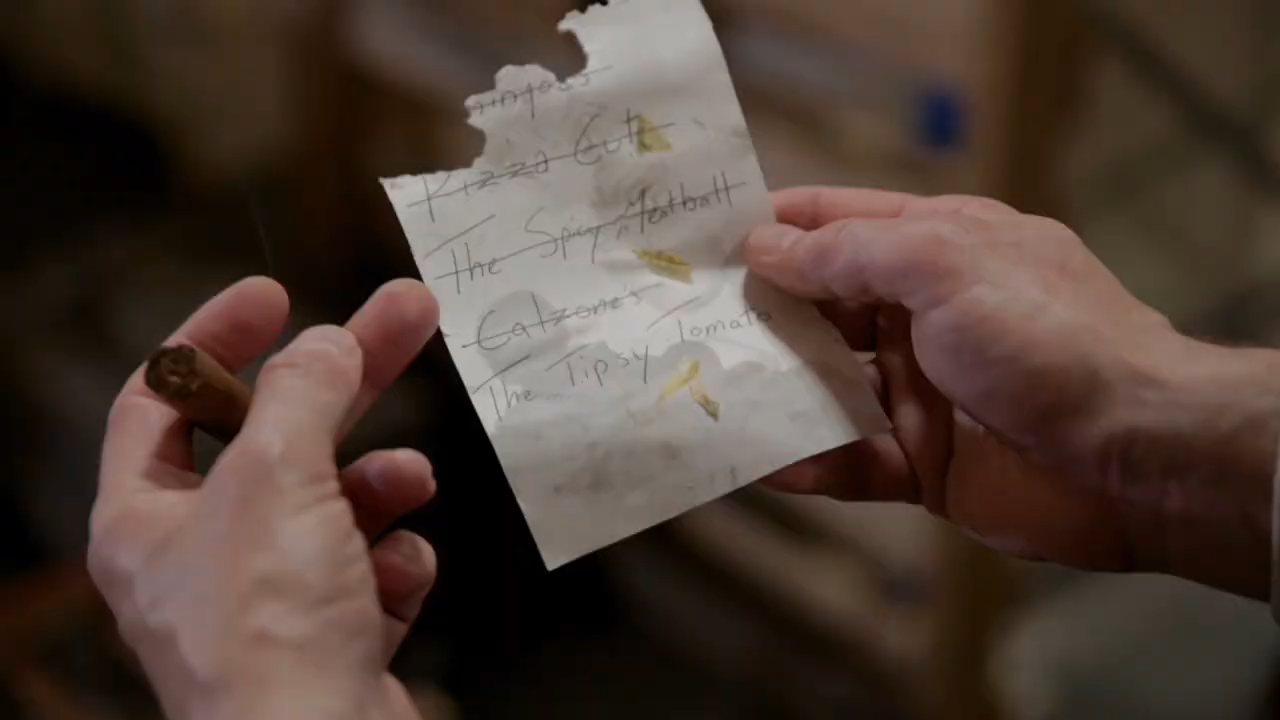 Pizza Cut
The Spicy Meatball
Calzone's
The Tipsy Tomato